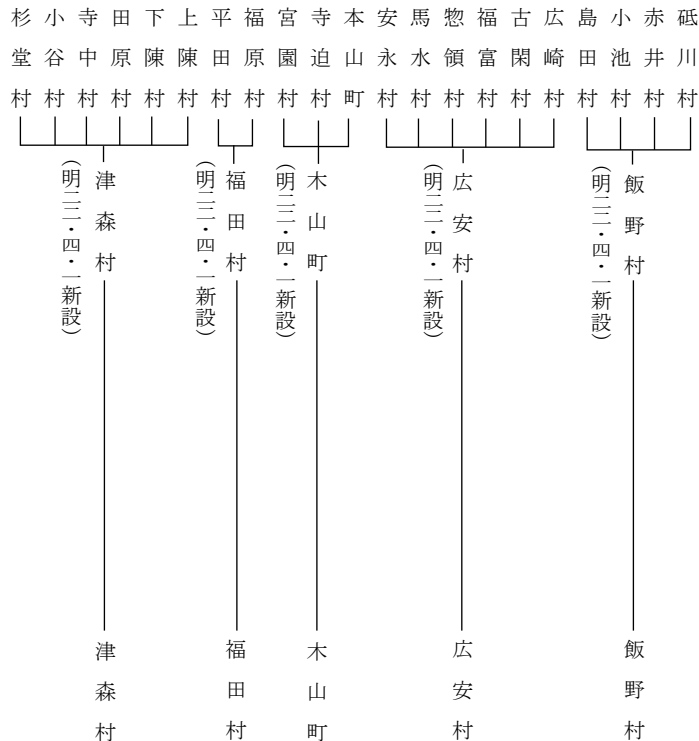 砥川村
赤井村
小池村
島田村
広崎村
古閑村
福富村
惣領村
馬水村
安永村
本山町
寺迫村
宮園村
福原村
平田村
上陳村
下陳村
田原村
寺中村
小谷村
杉堂村
飯野村
(明二二・四・一新設)
広安村
(明二二・四・一新設)
木山町
(明二二・四・一新設)
福田村
(明二二・四・一新設)
津森村
(明二二・四・一新設)
飯野村
広安村
木山町
福田村
津森村